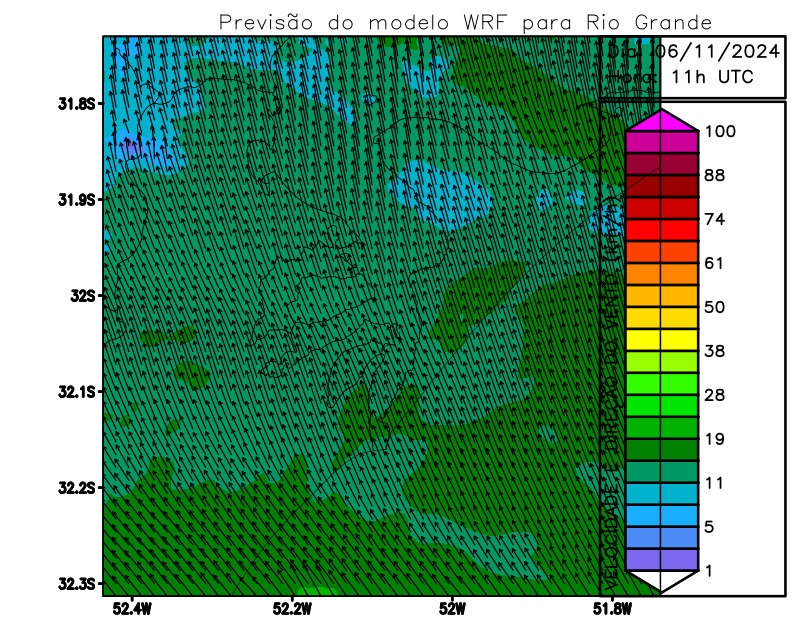 Previsão do modelo WRF para Rio Grande
Dia: 06/11/2024
Hora: 11h UTC
31.8S
31.9S
32S
32.1S
32.2S
32.3S
52.4W
52.2W
52W
51.8W
100
88
74
61
50
38
28
19
11
5
1
VELOCIDADE E DIREÇÃO DO VENTO (km/h)